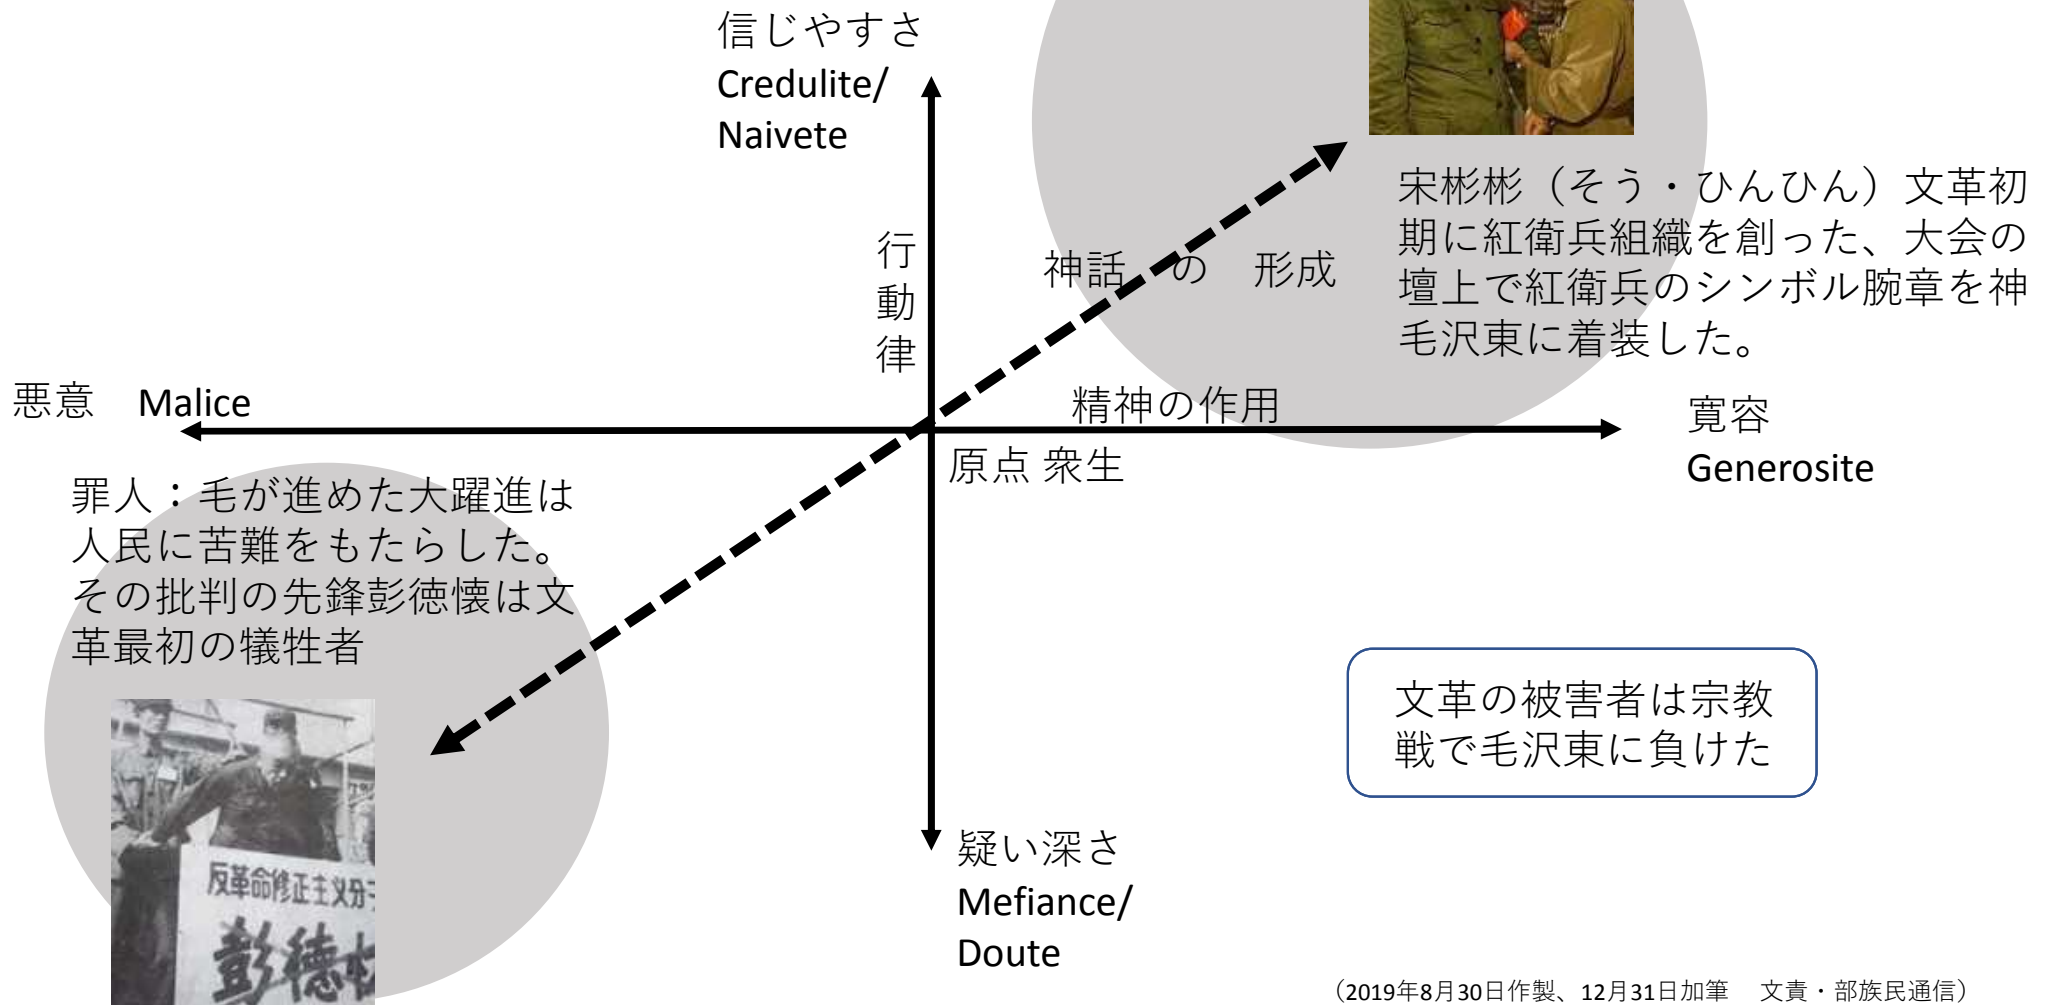 信じやすさ
Credulite/
Naivete
宋彬彬（そう・ひんひん）文革初
期に紅衛兵組織を創った、大会の
壇上で紅衛兵のシンボル腕章を神
毛沢東に着装した。
行
動
律
神話　の　形成
悪意　Malice
精神の作用
寛容
Generosite
原点 衆生
罪人：毛が進めた大躍進は
人民に苦難をもたらした。
その批判の先鋒彭徳懐は文
革最初の犠牲者
文革の被害者は宗教
戦で毛沢東に負けた
疑い深さ
Mefiance/
Doute
反革命修正主义分
彭德
（2019年8月30日作製、12月31日加筆　文責・部族民通信）